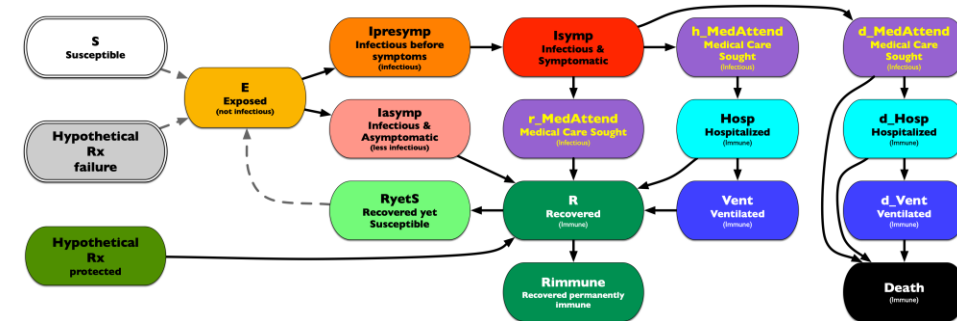 S
Susceptible
Hypothetical
Rx
failure
Hypothetical
Rx
protected
E
Exposed
(not infectious)
Ipresymp
Infectious before
symptoms
(infectious)
Iasymp
Infectious &
Asymptomatic
(less infectious)
RyetS
Recovered yet
Susceptible
Isymp
Infectious &
Symptomatic
r_MedAttend
Medical Care Sought
(Infectious)
R
Recovered
(Immune)
Rimmune
Recovered permanently
immune
h_MedAttend
Medical Care
Sought
(Infectious)
Hosp
Hospitalized
(Immune)
Vent
Ventilated
(Immune)
d_MedAttend
Medical Care
Sought
(Infectious)
d_Hosp
Hospitalized
(Immune)
d_Vent
Ventilated
(Immune)
Death
(Immune)